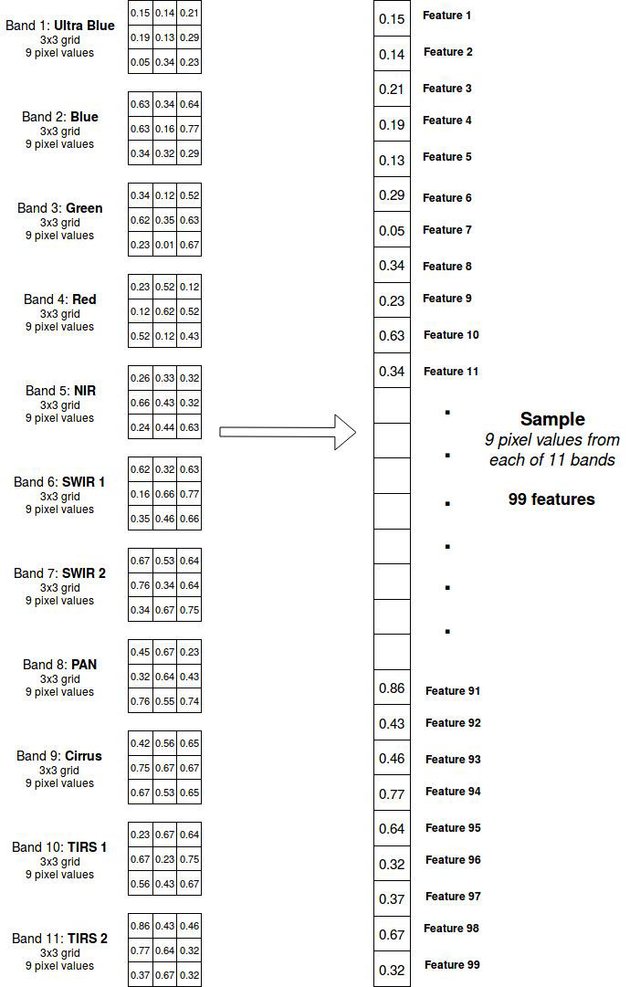 Band 1: Ultra Blue
3x3 grid
9 pixel values
0.15 0.14 0.21
0.19 0.13 0.29
0.05 0.34 0.23
Band 2: Blue
3x3 grid
9 pixel values
0.63 0.34 0.64
0.63 0.16 0.77
0.34 0.32 0.29
Band 3: Green
3x3 grid
9 pixel values
0.34 0.12 0.52
0.62 0.35 0.63
0.23 0.01 0.67
Band 4: Red
3x3 grid
9 pixel values
0.23 0.52 0.12
0.12 0.62 0.52
0.52 0.12 0.43
Band 5: NIR
3x3 grid
9 pixel values
0.26 0.33 0.32
0.66 0.43 0.32
0.24 0.44 0.63
Band 6: SWIR 1
3x3 grid
9 pixel values
0.62 0.32 0.63
0.16 0.66 0.77
0.35 0.46 0.66
Band 7: SWIR 2
3x3 grid
9 pixel values
0.67 0.53 0.64
0.76 0.34 0.64
0.34 0.67 0.75
Band 8: PAN
3x3 grid
9 pixel values
0.45 0.67 0.23
0.32 0.64 0.43
0.76 0.55 0.74
Band 9: Cirrus
3x3 grid
9 pixel values
0.42 0.56 0.65
0.75 0.67 0.67
0.67 0.53 0.65
Band 10: TIRS 1
3x3 grid
9 pixel values
0.23 0.67 0.64
0.67 0.23 0.75
0.56 0.43 0.67
Band 11: TIRS 2
3x3 grid
9 pixel values
0.86 0.43 0.46
0.77 0.64 0.32
0.37 0.67 0.32
0.15 Feature 1
0.14 Feature 2
0.21 Feature 3
0.19 Feature 4
0.13 Feature 5
0.29 Feature 6
0.05 Feature 7
0.34 Feature 8
0.23 Feature 9
0.63 Feature 10
0.34 Feature 11
Sample
9 pixel values from
each of 11 bands
99 features
0.86 Feature 91
0.43 Feature 92
0.46 Feature 93
0.77 Feature 94
0.64 Feature 95
0.32 Feature 96
0.37 Feature 97
0.67 Feature 98
0.32 Feature 99